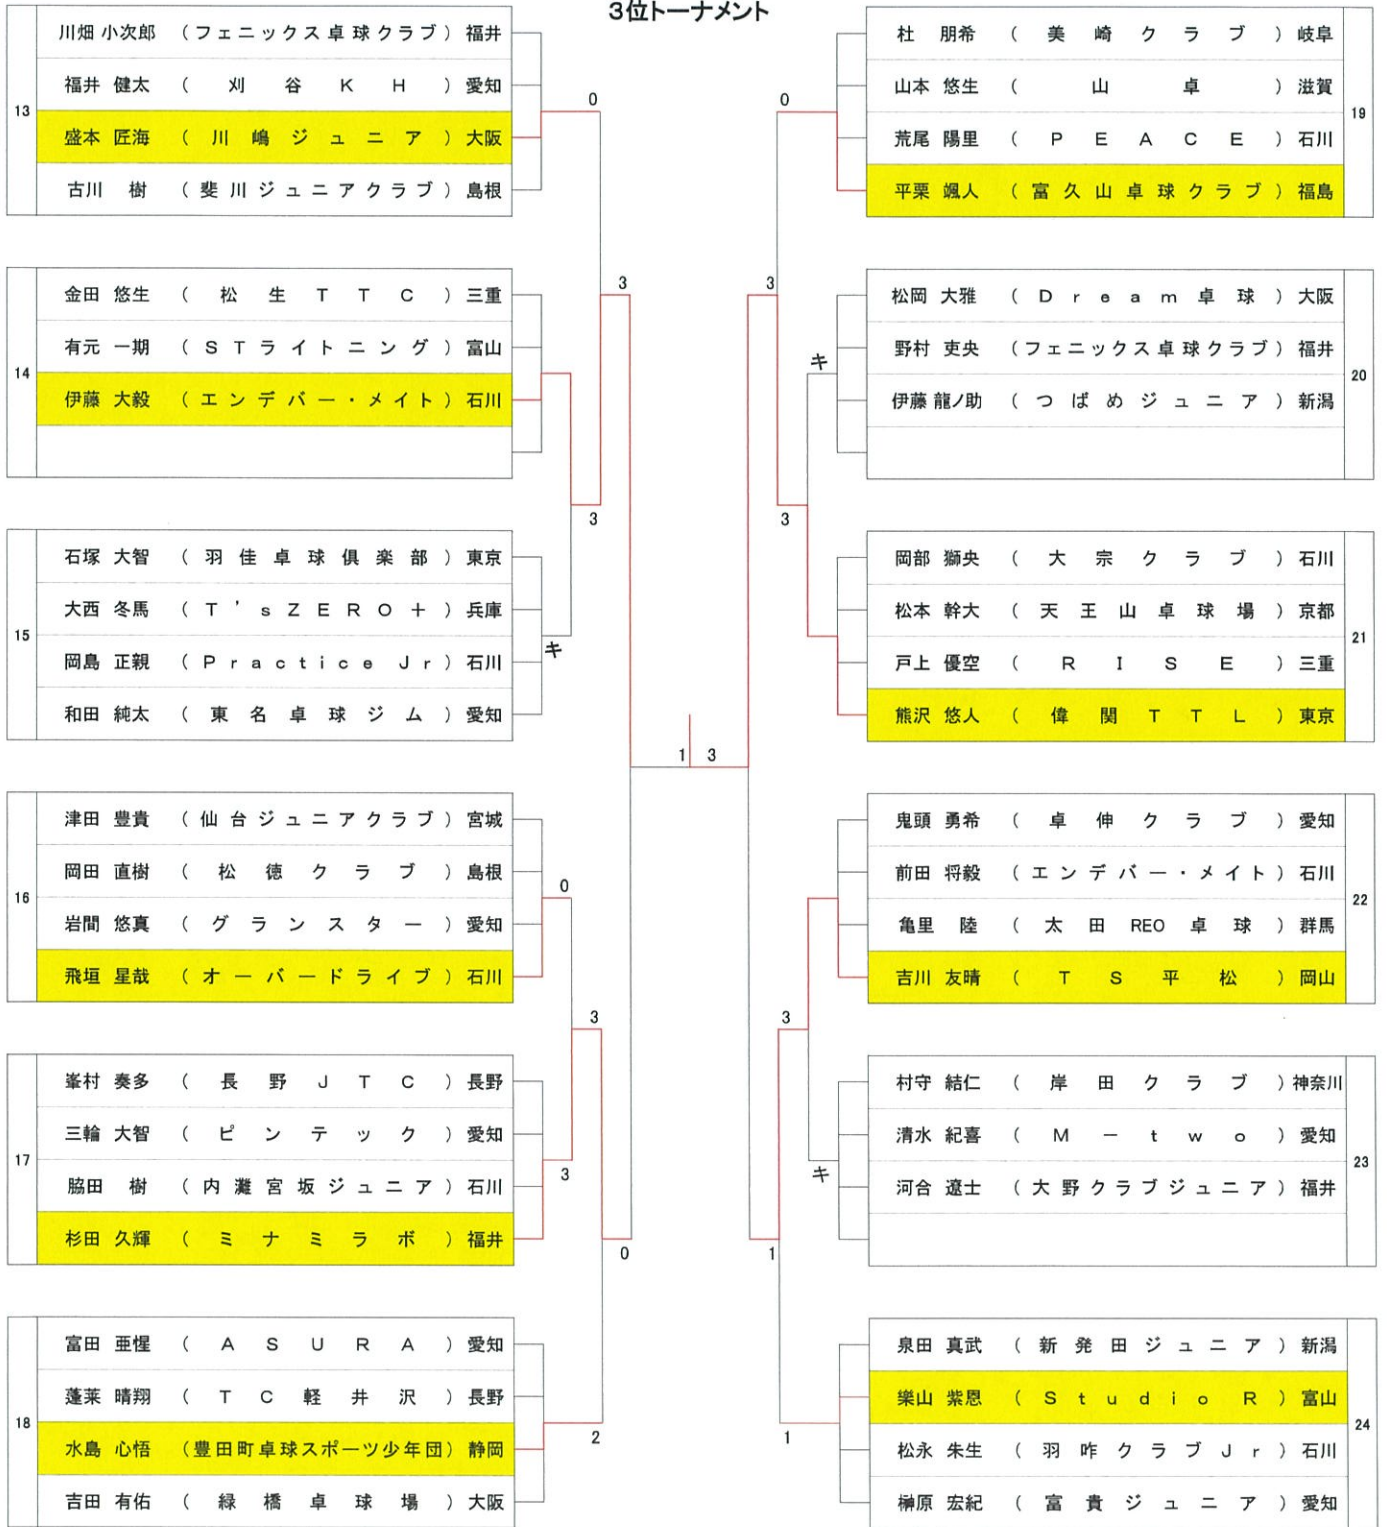 3位トーナメント
13
川畑 小次郎 (フェニックス卓球クラブ) 福井
福井 健太 (刈谷KH) 愛知
盛本 匠海 (川嶋ジュニア) 大阪
古川 樹 (斐川ジュニアクラブ) 島根
0
14
金田 悠生 (松生TTC) 三重
有元 一期 (STライトニング) 富山
伊藤 大毅 (エンデバー・メイト) 石川
3
3
15
石塚 大智 (羽佳卓球倶楽部) 東京
大西 冬馬 (T'sZERO+) 兵庫
岡島 正親 (Practice Jr) 石川
和田 純太 (東名卓球ジム) 愛知
キ
16
津田 豊貴 (仙台ジュニアクラブ) 宮城
岡田 直樹 (松徳クラブ) 島根
岩間 悠真 (グランスター) 愛知
飛垣 星哉 (オーバードライブ) 石川
0
17
峯村 奏多 (長野JTC) 長野
三輪 大智 (ピンテック) 愛知
脇田 樹 (内灘宮坂ジュニア) 石川
杉田 久輝 (ミナミラボ) 福井
3
3
0
18
富田 亜惺 (ASURA) 愛知
蓬莱 晴翔 (TC軽井沢) 長野
水島 心悟 (豊田町卓球スポーツ少年団) 静岡
吉田 有佑 (緑橋卓球場) 大阪
2
1 3
19
杜 朋希 (美崎クラブ) 岐阜
山本 悠生 (山卓) 滋賀
荒尾 陽里 (PEACE) 石川
平栗 颯人 (富久山卓球クラブ) 福島
0
20
松岡 大雅 (Dream卓球) 大阪
野村 吏央 (フェニックス卓球クラブ) 福井
伊藤 龍ノ助 (つばめジュニア) 新潟
3
キ
3
21
岡部 獅央 (大宗クラブ) 石川
松本 幹大 (天王山卓球場) 京都
戸上 優空 (RISE) 三重
熊沢 悠人 (偉関TTL) 東京
22
鬼頭 勇希 (卓伸クラブ) 愛知
前田 将毅 (エンデバー・メイト) 石川
亀里 陸 (太田REO卓球) 群馬
吉川 友晴 (TS平松) 岡山
3
23
村守 結仁 (岸田クラブ) 神奈川
清水 紀喜 (M-two) 愛知
河合 遼士 (大野クラブジュニア) 福井
キ
1
24
泉田 真武 (新発田ジュニア) 新潟
樂山 紫恩 (Studio R) 富山
松永 朱生 (羽咋クラブJr) 石川
榊原 宏紀 (富貴ジュニア) 愛知
1